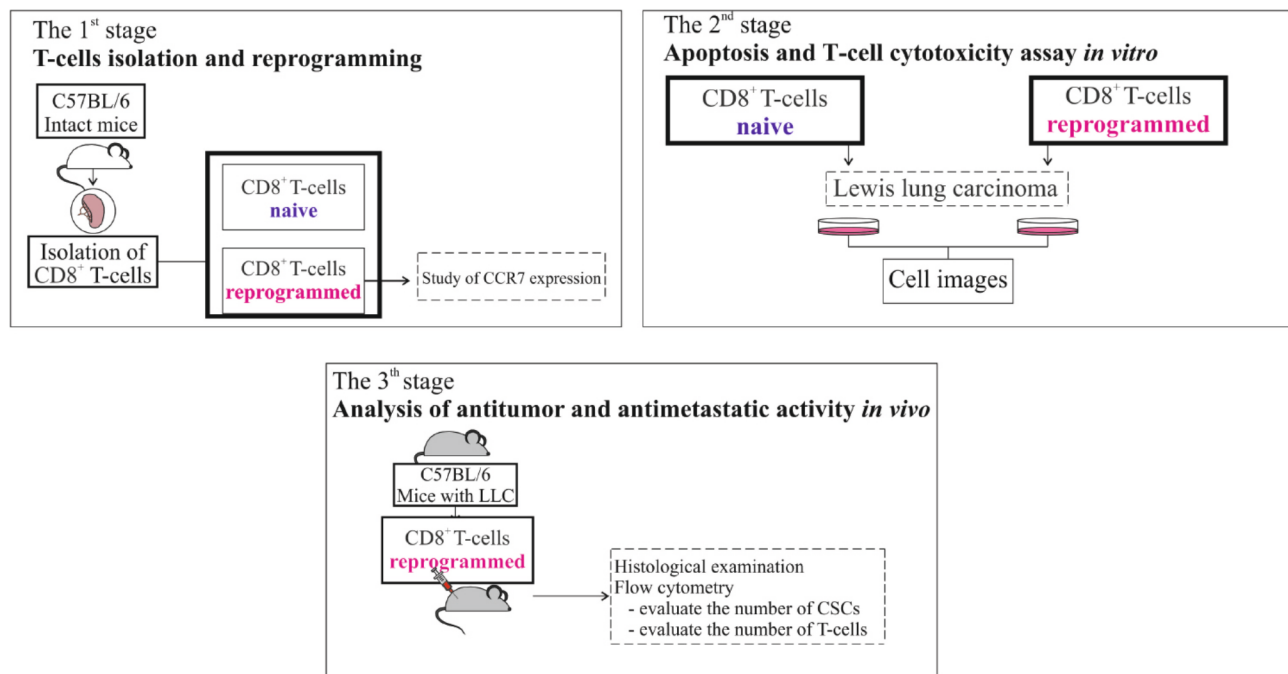 The 1st stage
T-cells isolation and reprogramming
C57BL/6
Intact mice
Isolation of
CD8+ T-cells
CD8+ T-cells
naive
CD8+ T-cells
reprogrammed
Study of CCR7 expression
The 2nd stage
Apoptosis and T-cell cytotoxicity assay in vitro
CD8+ T-cells
naive
CD8+ T-cells
reprogrammed
Lewis lung carcinoma
Cell images
The 3th stage
Analysis of antitumor and antimetastatic activity in vivo
C57BL/6
Mice with LLC
CD8+ T-cells
reprogrammed
Histological examination
Flow cytometry
- evaluate the number of CSCs
- evaluate the number of T-cells